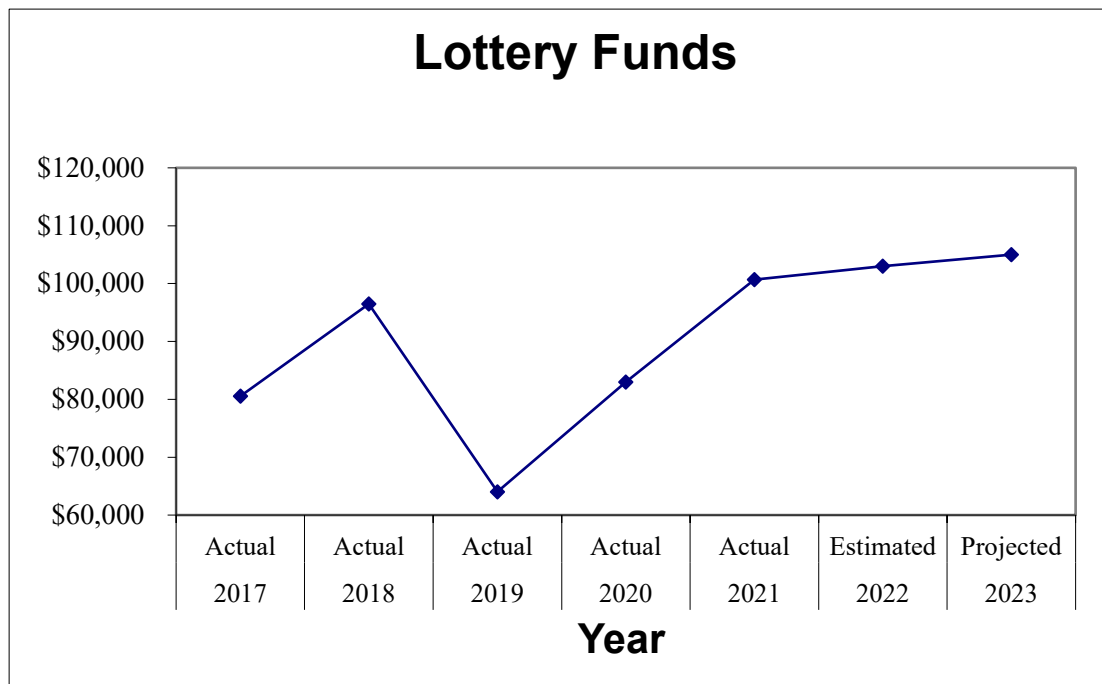 Lottery Funds
$120,000
$110,000
$100,000
$90,000
$80,000
$70,000
$60,000
Actual Actual Actual Actual Actual Estimated Projected
2017 2018 2019 2020 2021 2022 2023
Year